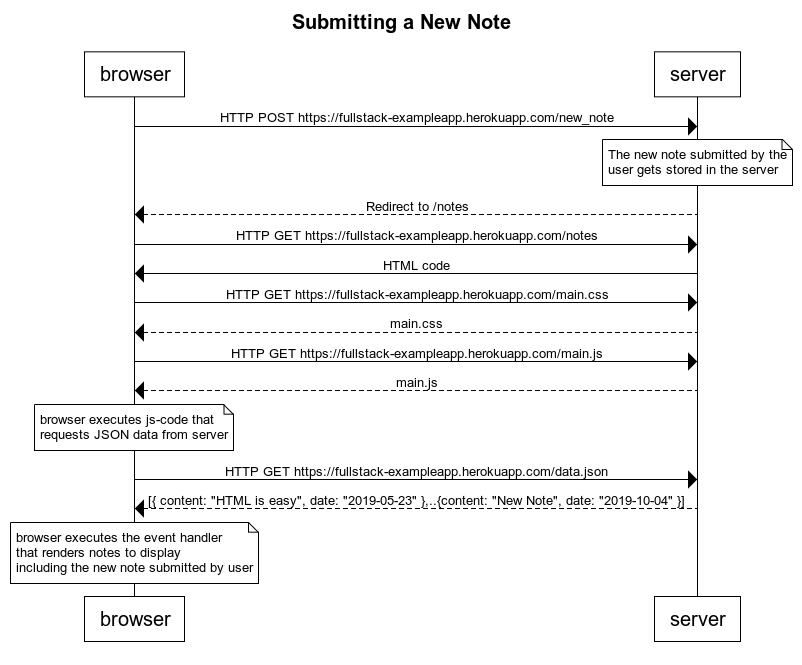 Submitting a New Note
browser
server
HTTP POST https://fullstack-exampleapp.herokuapp.com/new_note
The new note submitted by the
user gets stored in the server
Redirect to /notes
HTTP GET https://fullstack-exampleapp.herokuapp.com/notes
HTML code
HTTP GET https://fullstack-exampleapp.herokuapp.com/main.css
main.css
HTTP GET https://fullstack-exampleapp.herokuapp.com/main.js
main.js
browser executes js-code that
requests JSON data from server
HTTP GET https://fullstack-exampleapp.herokuapp.com/data.json
[{ content: "HTML is easy", date: "2019-05-23" },..{content: "New Note", date: "2019-10-04" }]
browser executes the event handler
that renders notes to display
including the new note submitted by user
browser
server